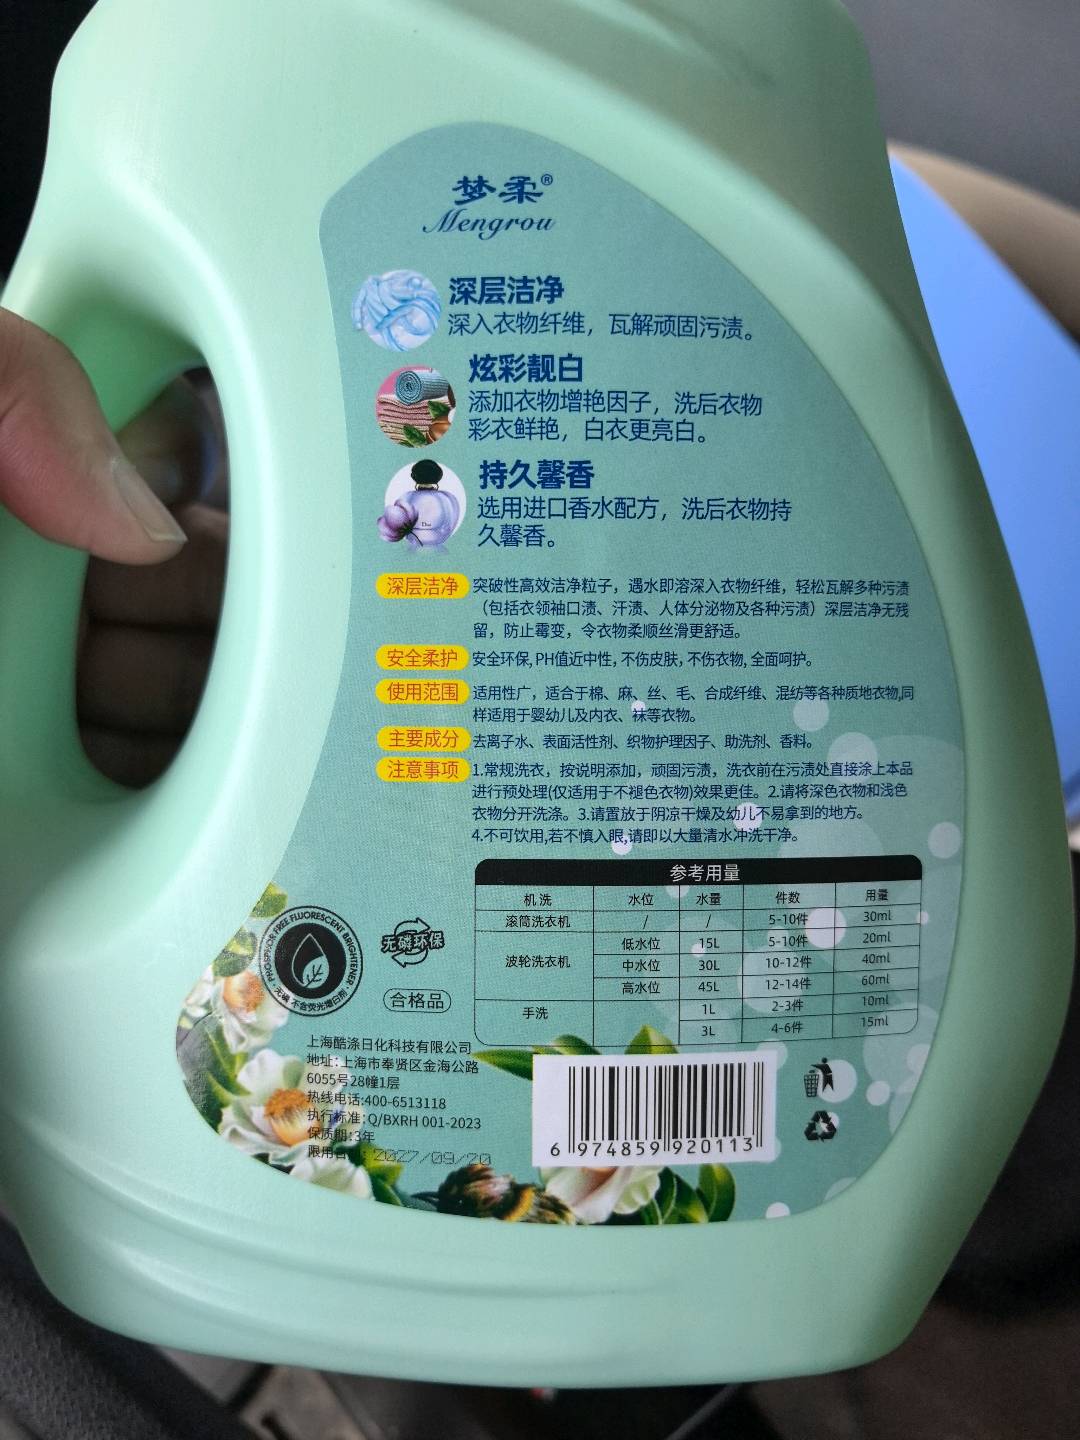 梦柔®
Mengrou
深层洁净
深入衣物纤维，瓦解顽固污渍。
炫彩靓白
添加衣物增艳因子，洗后衣物
彩衣鲜艳，白衣更亮白。
持久馨香
选用进口香水配方，洗后衣物持
久馨香。
深层洁净 突破性高效洁净粒子，遇水即溶深入衣物纤维，轻松瓦解多种污渍
（包括衣领袖口渍、汗渍、人体分泌物及各种污渍）深层洁净无残
留，防止霉变，令衣物柔顺丝滑更舒适。
安全柔护 安全环保,PH值近中性,不伤皮肤,不伤衣物,全面呵护。
使用范围 适用性广，适合于棉、麻、丝、毛、合成纤维、混纺等各种质地衣物,同
样适用于婴幼儿及内衣、袜等衣物。
主要成分 去离子水、表面活性剂、织物护理因子、助洗剂、香料。
注意事项 1.常规洗衣，按说明添加，顽固污渍，洗衣前在污渍处直接涂上本品
进行预处理(仅适用于不褪色衣物)效果更佳。2.请将深色衣物和浅色
衣物分开洗涤。3.请置放于阴凉干燥及幼儿不易拿到的地方。
4.不可饮用,若不慎入眼,请即以大量清水冲洗干净。
参考用量
机洗 水位 水量 件数 用量
滚筒洗衣机 / / 5-10件 30ml
波轮洗衣机 低水位 15L 5-10件 20ml
中水位 30L 10-12件 40ml
高水位 45L 12-14件 60ml
手洗 1L 2-3件 10ml
3L 4-6件 15ml
PHOSPHOR FREE FLUORESCENT BRIGHTENER
·无磷 不含荧光增白剂·
无磷环保
合格品
上海酷涤日化科技有限公司
地址:上海市奉贤区金海公路
6055号28幢1层
热线电话:400-6513118
执行标准:Q/BXRH 001-2023
保质期:3年
限用日期: 2027/09/20
6 974859 920113